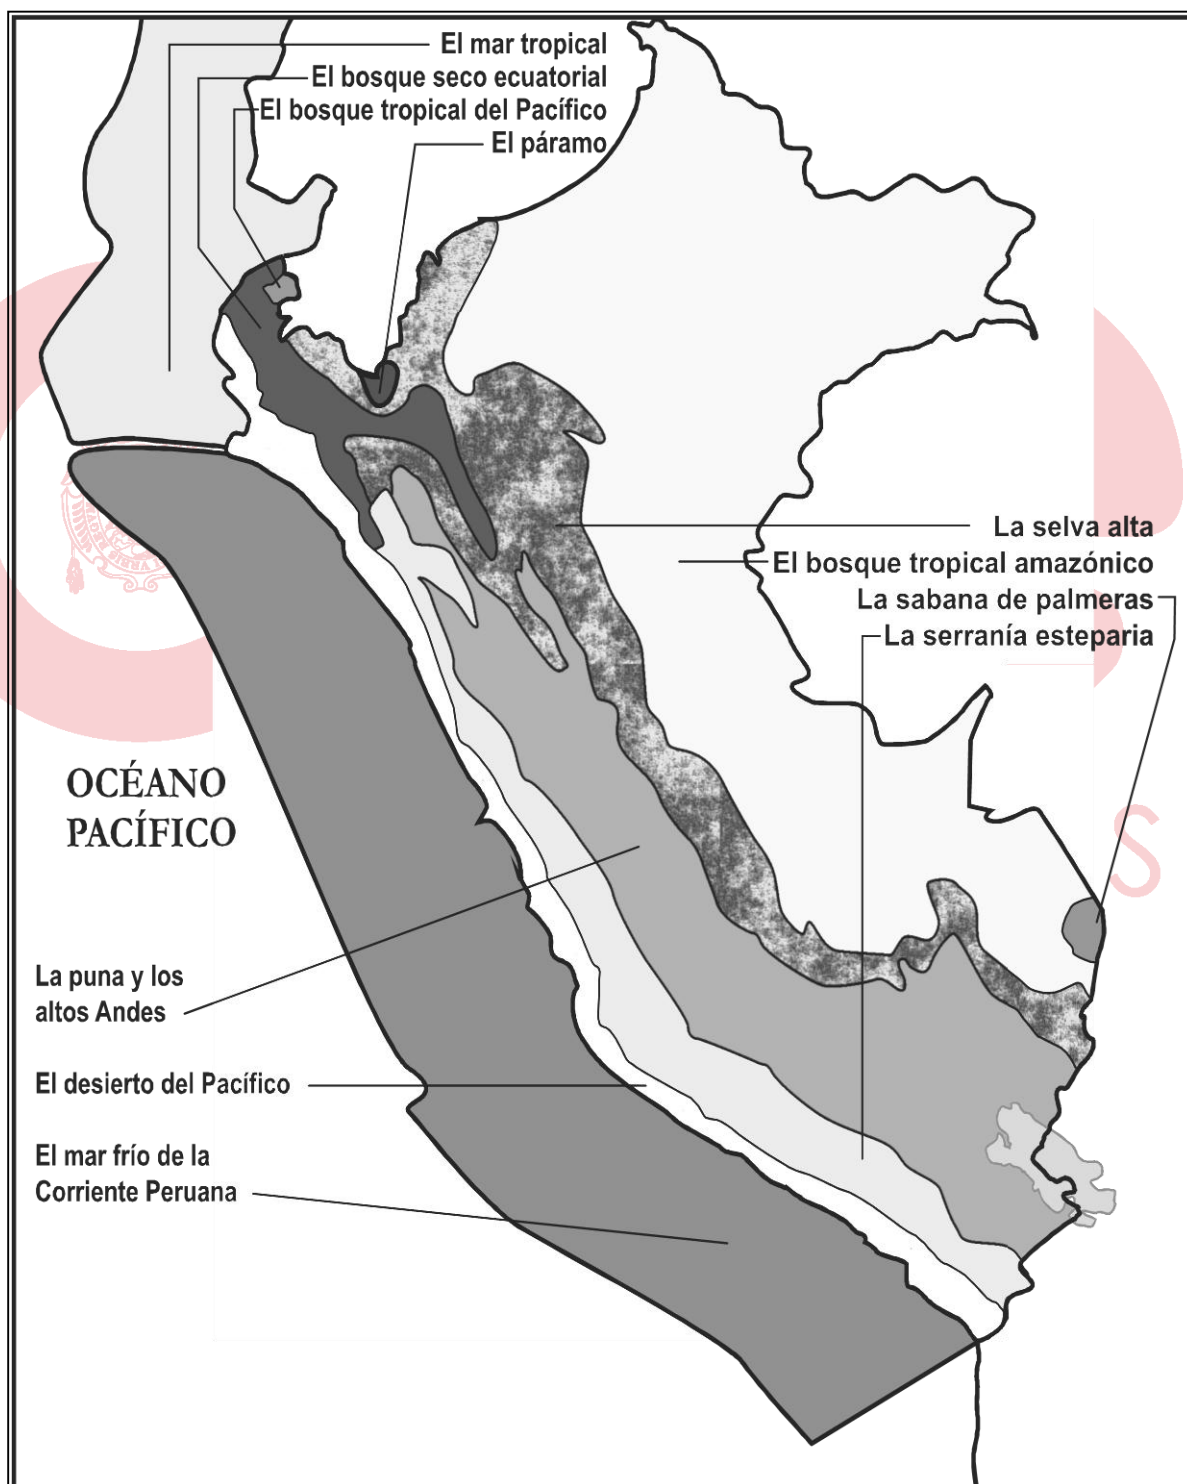 El mar tropical
El bosque seco ecuatorial
El bosque tropical del Pacífico
El páramo
La selva alta
El bosque tropical amazónico
La sabana de palmeras
La serranía esteparia
OCÉANO
PACÍFICO
S
La puna y los
altos Andes
El desierto del Pacífico
El mar frío de la
Corriente Peruana